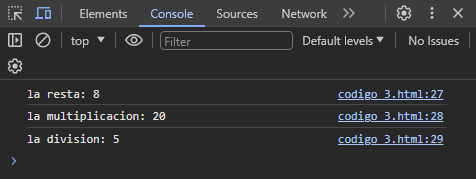 Elements Console Sources Network
top Filter Default levels No Issues
la resta: 8 codigo 3.html:27
la multiplicacion: 20 codigo 3.html:28
la division: 5 codigo 3.html:29